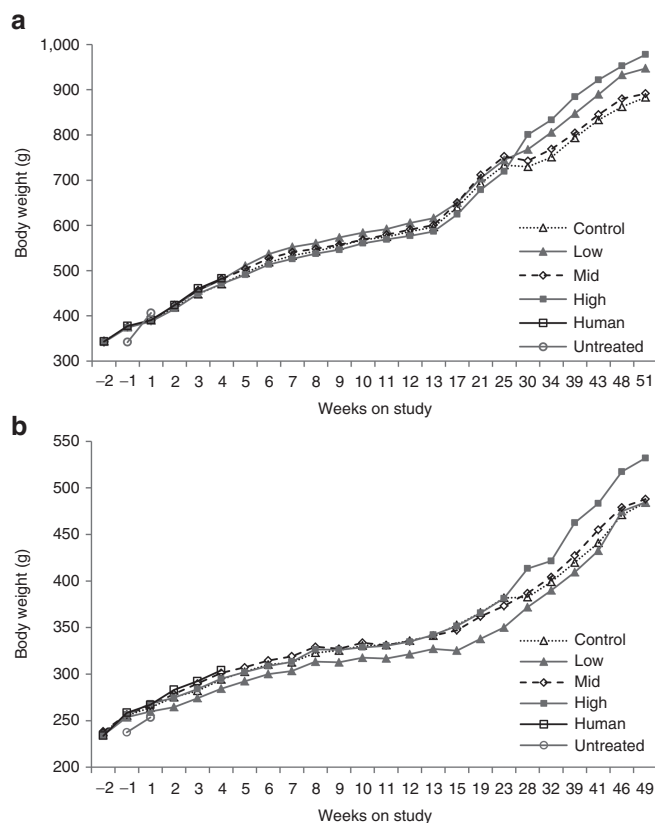 a
1,000
900
800
700
600
500
400
300
Body weight (g)
Control
Low
Mid
High
Human
Untreated
−2 −1 1 2 3 4 5 6 7 8 9 10 11 12 13 17 21 25 30 34 39 43 48 51
Weeks on study
b
550
500
450
400
350
300
250
200
Body weight (g)
Control
Low
Mid
High
Human
Untreated
−2 −1 1 2 3 4 5 6 7 8 9 10 11 12 13 15 19 23 28 32 39 41 46 49
Weeks on study